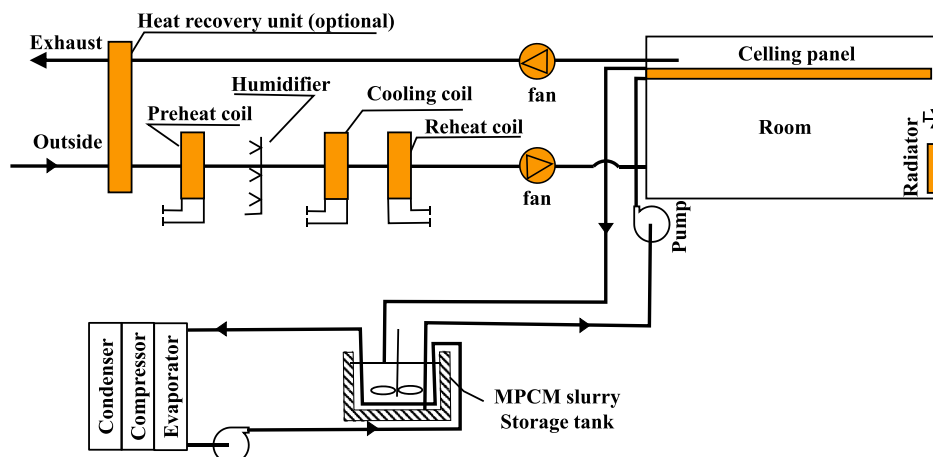 Heat recovery unit (optional)
Exhaust
Celling panel
Humidifier
Cooling coil
fan
Preheat coil
Reheat coil
Room
Outside
Radiator
fan
Pump
Condenser
Compressor
Evaporator
MPCM slurry
Storage tank